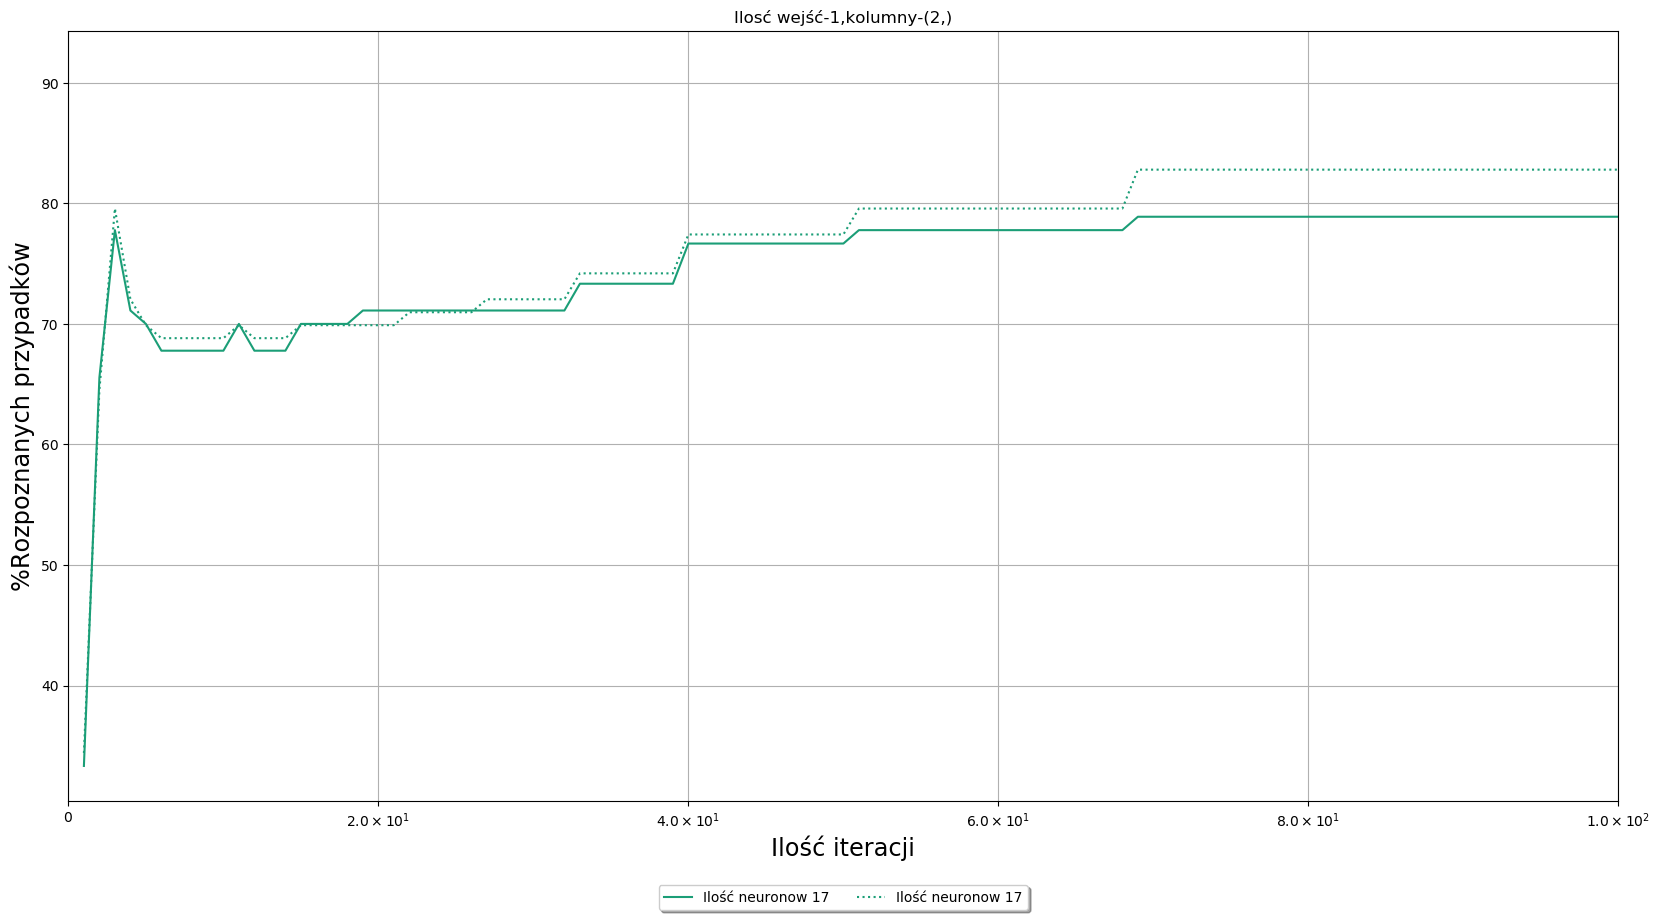 Ilosć wejść-1,kolumny-(2,)
%Rozpoznanych przypadków
90
80
70
60
50
40
0
2.0 × 10¹
4.0 × 10¹
6.0 × 10¹
8.0 × 10¹
1.0 × 10²
Ilość iteracji
Ilość neuronow 17
Ilość neuronow 17